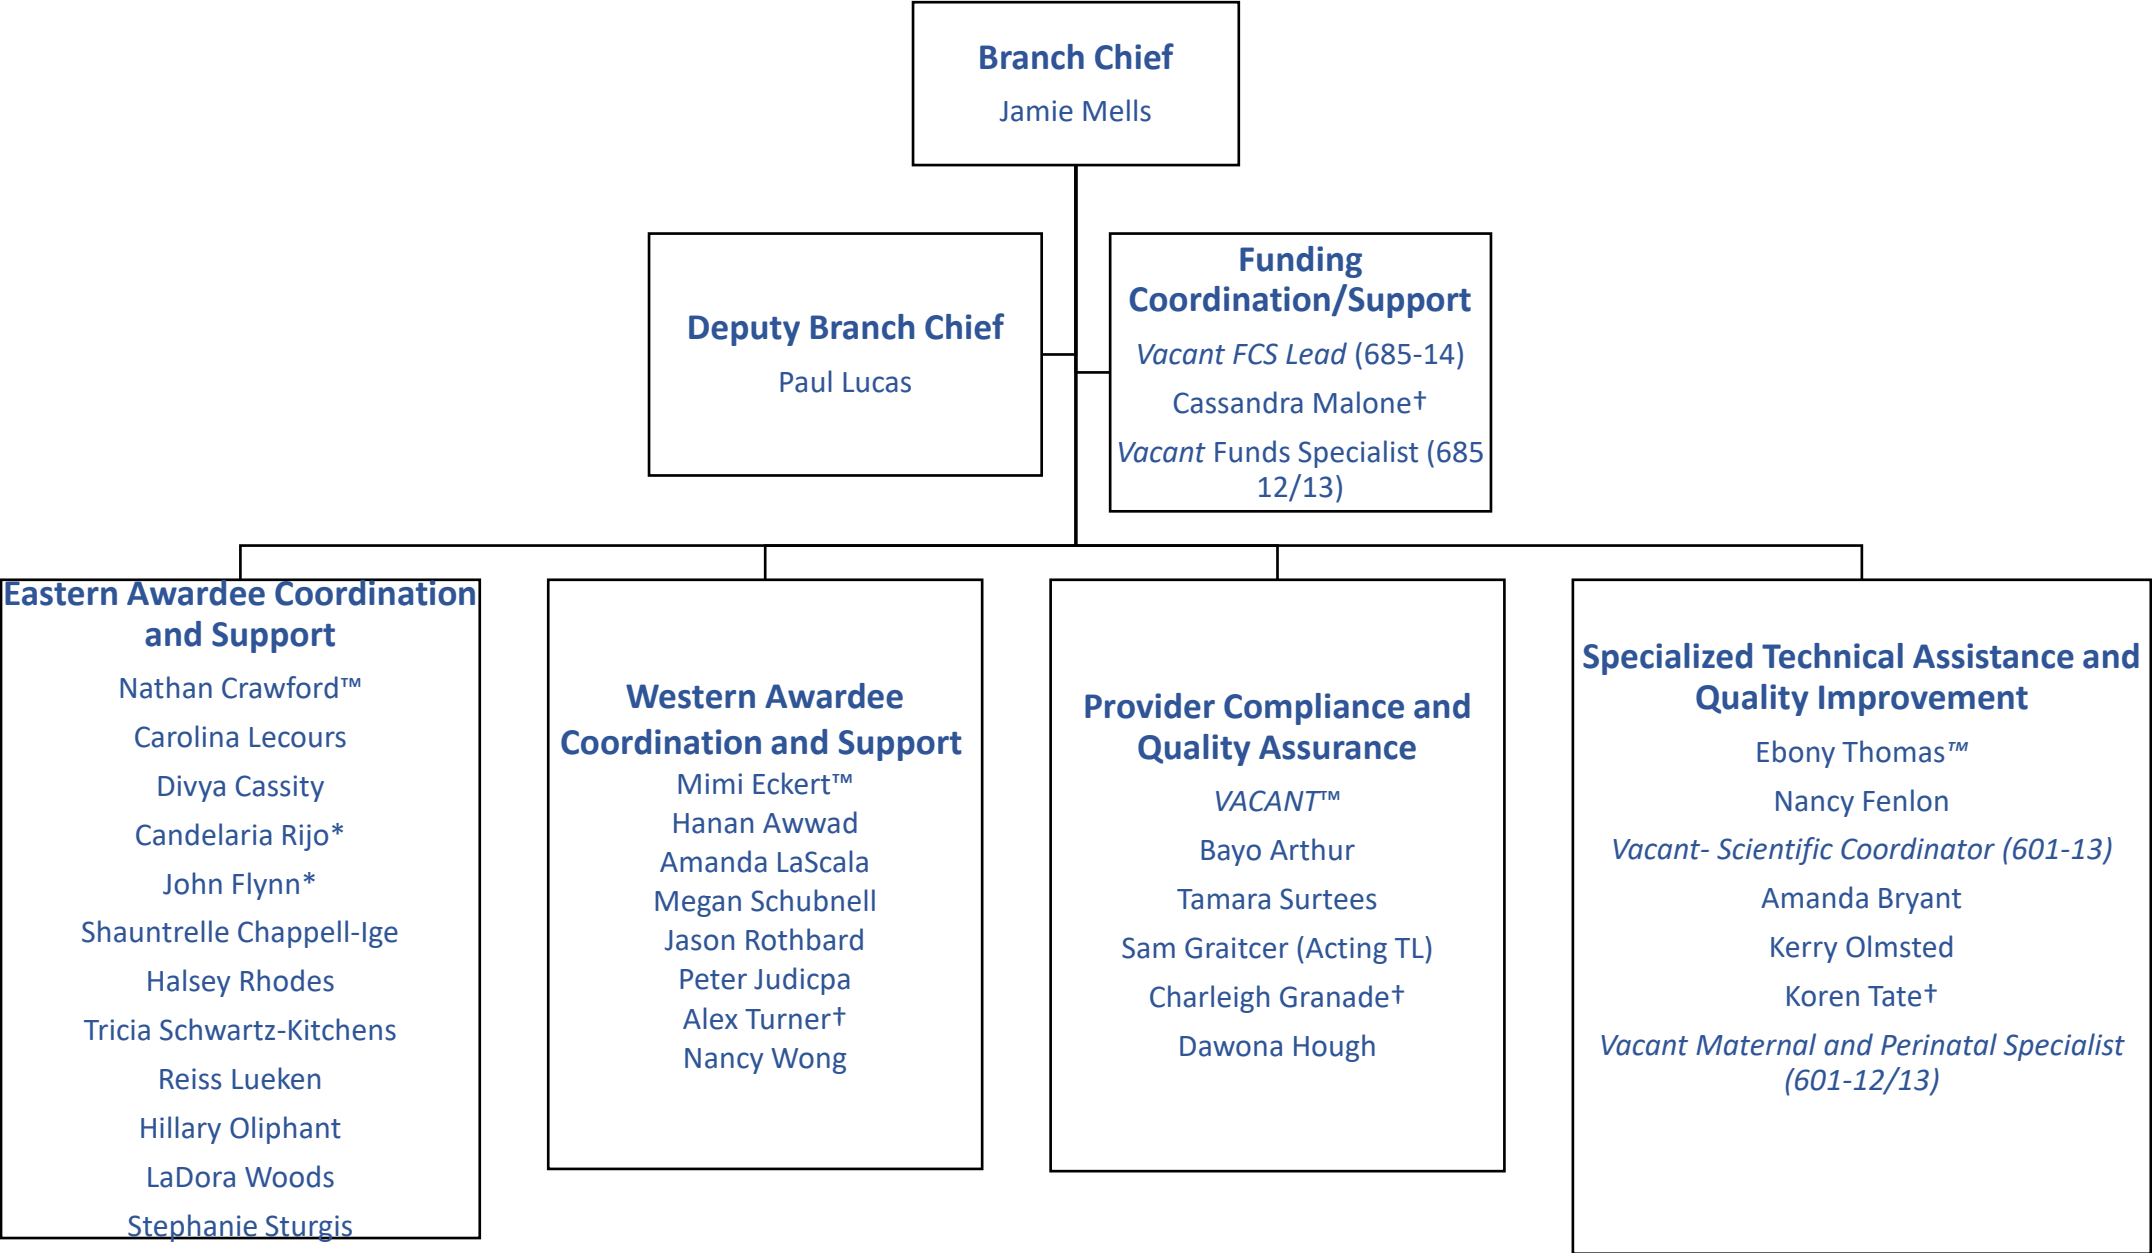 Branch Chief
Jamie Mells
Deputy Branch Chief
Paul Lucas
Funding
Coordination/Support
Vacant FCS Lead (685-14)
Cassandra Malone†
Vacant Funds Specialist (685
12/13)
Eastern Awardee Coordination
and Support
Nathan Crawford™
Carolina Lecours
Divya Cassity
Candelaria Rijo*
John Flynn*
Shauntrelle Chappell-Ige
Halsey Rhodes
Tricia Schwartz-Kitchens
Reiss Lueken
Hillary Oliphant
LaDora Woods
Stephanie Sturgis
Western Awardee
Coordination and Support
Mimi Eckert™
Hanan Awwad
Amanda LaScala
Megan Schubnell
Jason Rothbard
Peter Judicpa
Alex Turner†
Nancy Wong
Provider Compliance and
Quality Assurance
VACANT™
Bayo Arthur
Tamara Surtees
Sam Graitcer (Acting TL)
Charleigh Granade†
Dawona Hough
Specialized Technical Assistance and
Quality Improvement
Ebony Thomas™
Nancy Fenlon
Vacant- Scientific Coordinator (601-13)
Amanda Bryant
Kerry Olmsted
Koren Tate†
Vacant Maternal and Perinatal Specialist
(601-12/13)